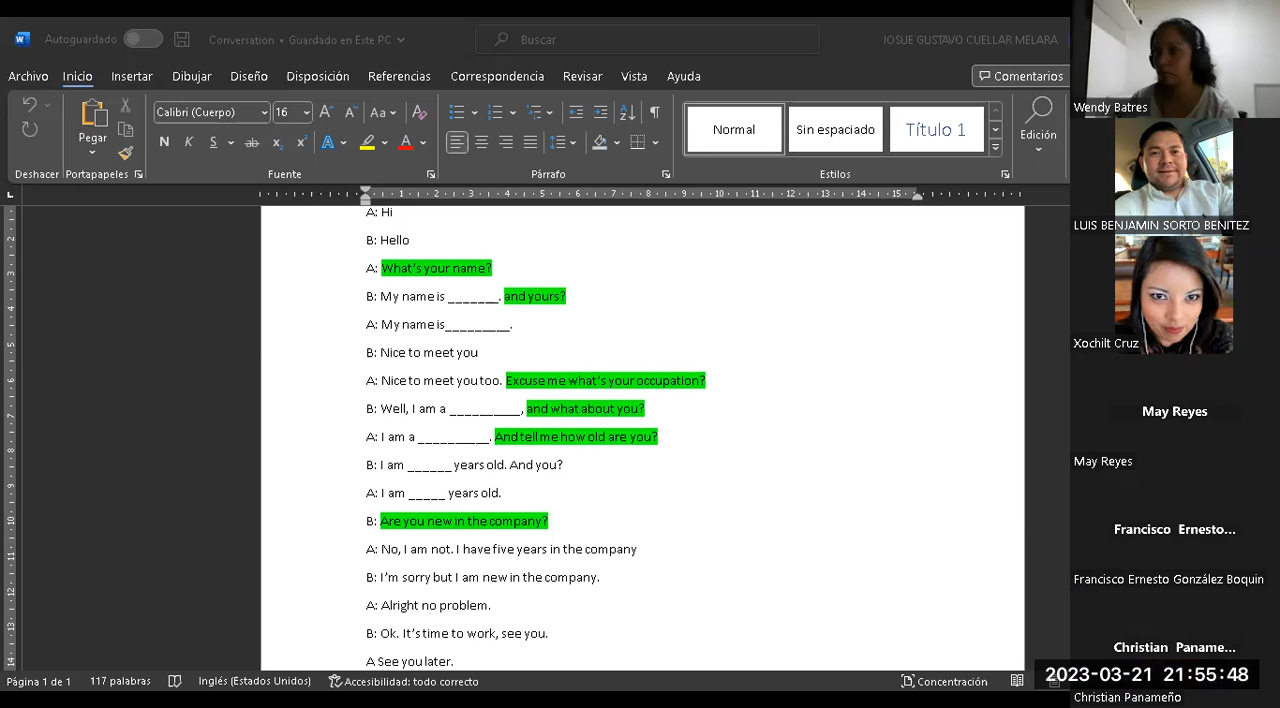 Autoguardado
Conversation • Guardado en Este PC
Buscar
JOSUE GUSTAVO CUELLAR MELARA
Archivo Inicio Insertar Dibujar Diseño Disposición Referencias Correspondencia Revisar Vista Ayuda
Comentarios
Calibri (Cuerpo) 16
Pegar
Normal
Sin espaciado
Título 1
Edición
Deshacer Portapapeles Fuente Párrafo Estilos
A: Hi
B: Hello
A: What's your name?
B: My name is _______. and yours?
A: My name is_________.
B: Nice to meet you
A: Nice to meet you too. Excuse me what's your occupation?
B: Well, I am a __________, and what about you?
A: I am a __________. And tell me how old are you?
B: I am ______ years old. And you?
A: I am _____ years old.
B: Are you new in the company?
A: No, I am not. I have five years in the company
B: I'm sorry but I am new in the company.
A: Alright no problem.
B: Ok. It's time to work, see you.
A See you later.
Página 1 de 1 117 palabras Inglés (Estados Unidos) Accesibilidad: todo correcto Concentración
Wendy Batres
LUIS BENJAMIN SORTO BENITEZ
Xochilt Cruz
May Reyes
May Reyes
Francisco Ernesto...
Francisco Ernesto González Boquin
Christian Paname...
2023-03-21 21:55:48
Christian Panameño